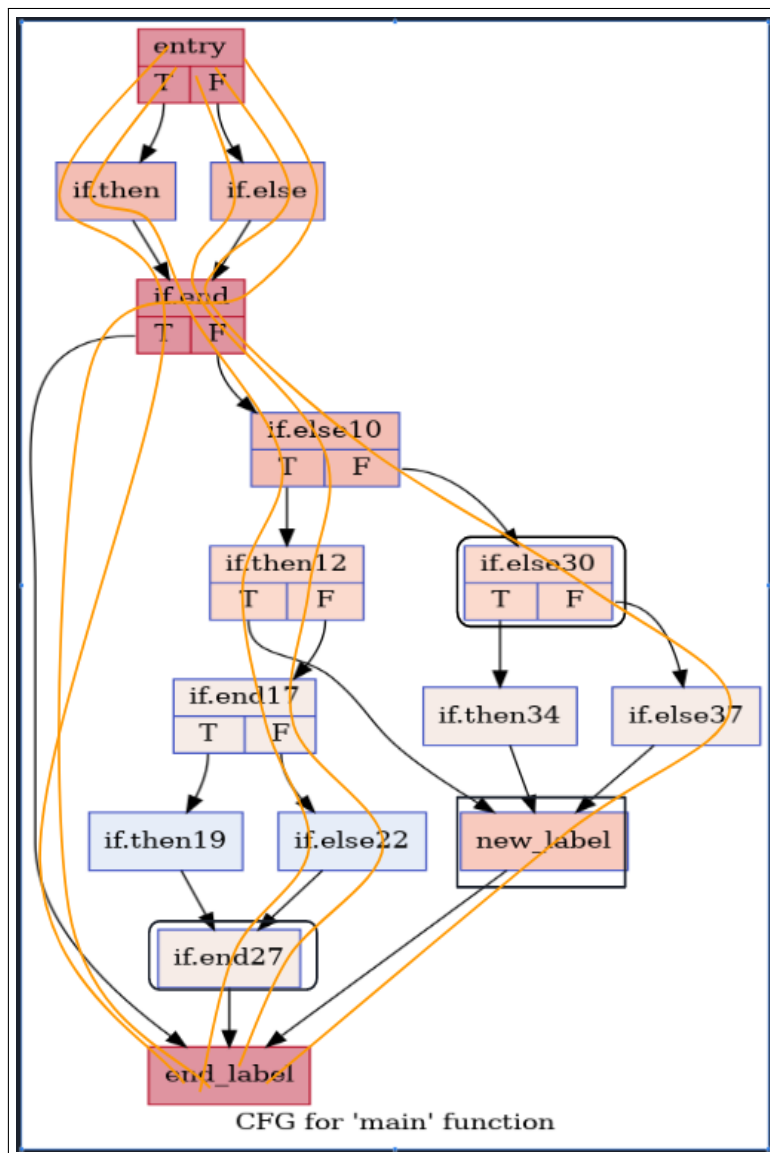 entry
T F
if.then if.else
if.end
T F
if.else10
T F
if.then12 if.else30
T F T F
if.end17 if.then34 if.else37
T F
if.then19 if.else22 new_label
if.end27
end_label
CFG for 'main' function